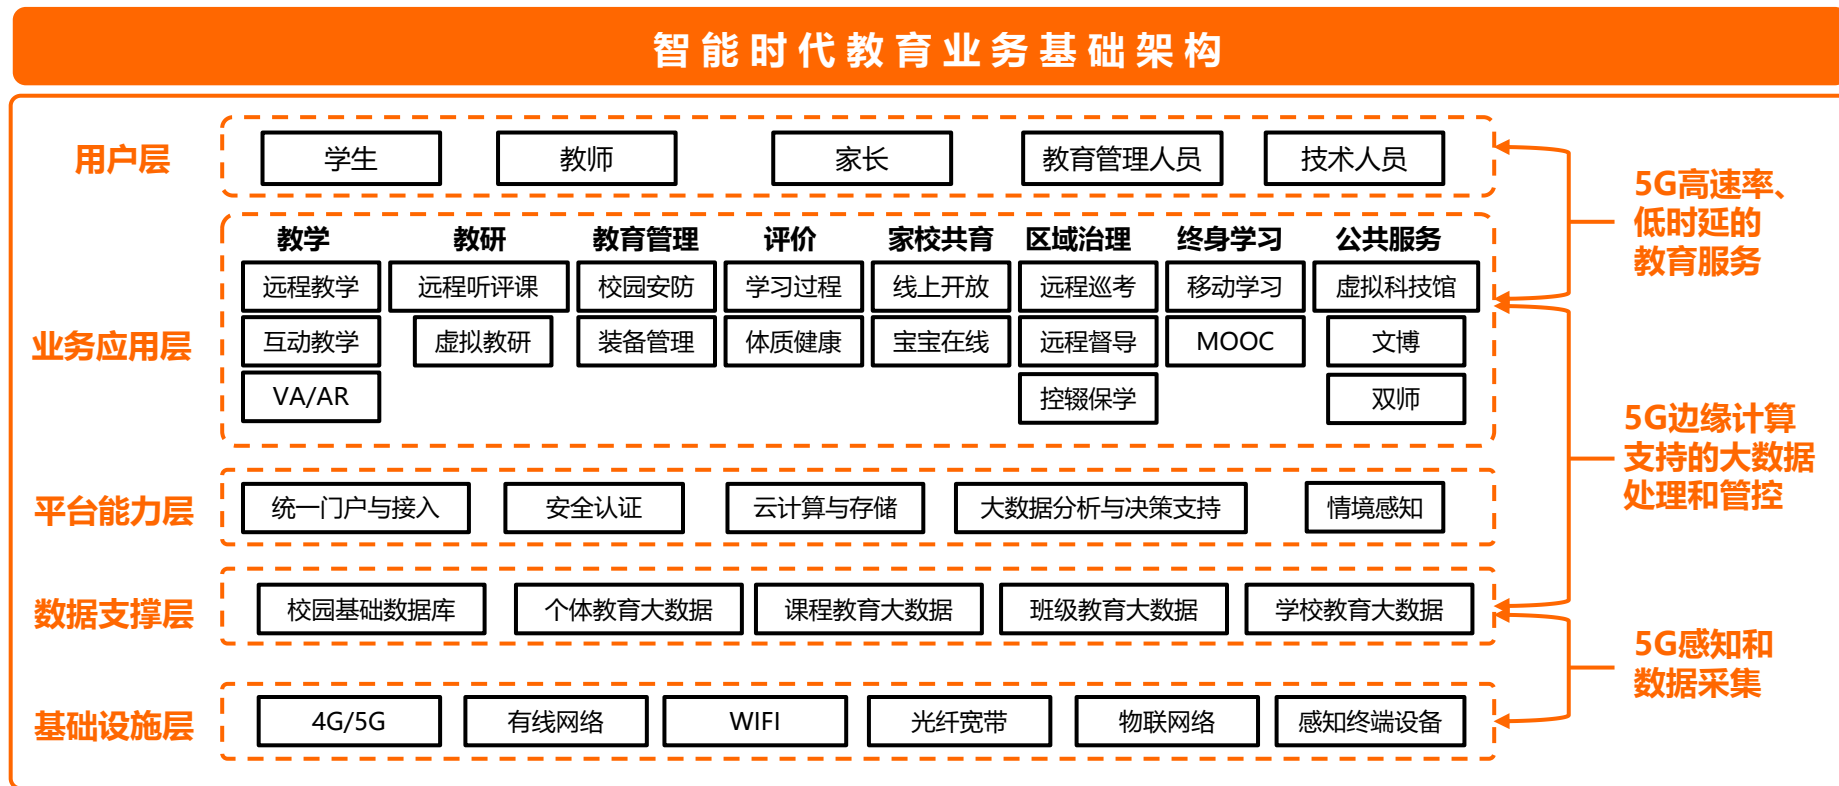 智能时代教育业务基础架构
用户层
学生 教师 家长 教育管理人员 技术人员
5G高速率、
低时延的
教育服务
业务应用层
教学 教研 教育管理 评价 家校共育 区域治理 终身学习 公共服务
远程教学 远程听评课 校园安防 学习过程 线上开放 远程巡考 移动学习 虚拟科技馆
互动教学 虚拟教研 装备管理 体质健康 宝宝在线 远程督导 MOOC 文博
VA/AR 控辍保学 双师
5G边缘计算
支持的大数据
处理和管控
平台能力层
统一门户与接入 安全认证 云计算与存储 大数据分析与决策支持 情境感知
数据支撑层
校园基础数据库 个体教育大数据 课程教育大数据 班级教育大数据 学校教育大数据
5G感知和
数据采集
基础设施层
4G/5G 有线网络 WIFI 光纤宽带 物联网络 感知终端设备